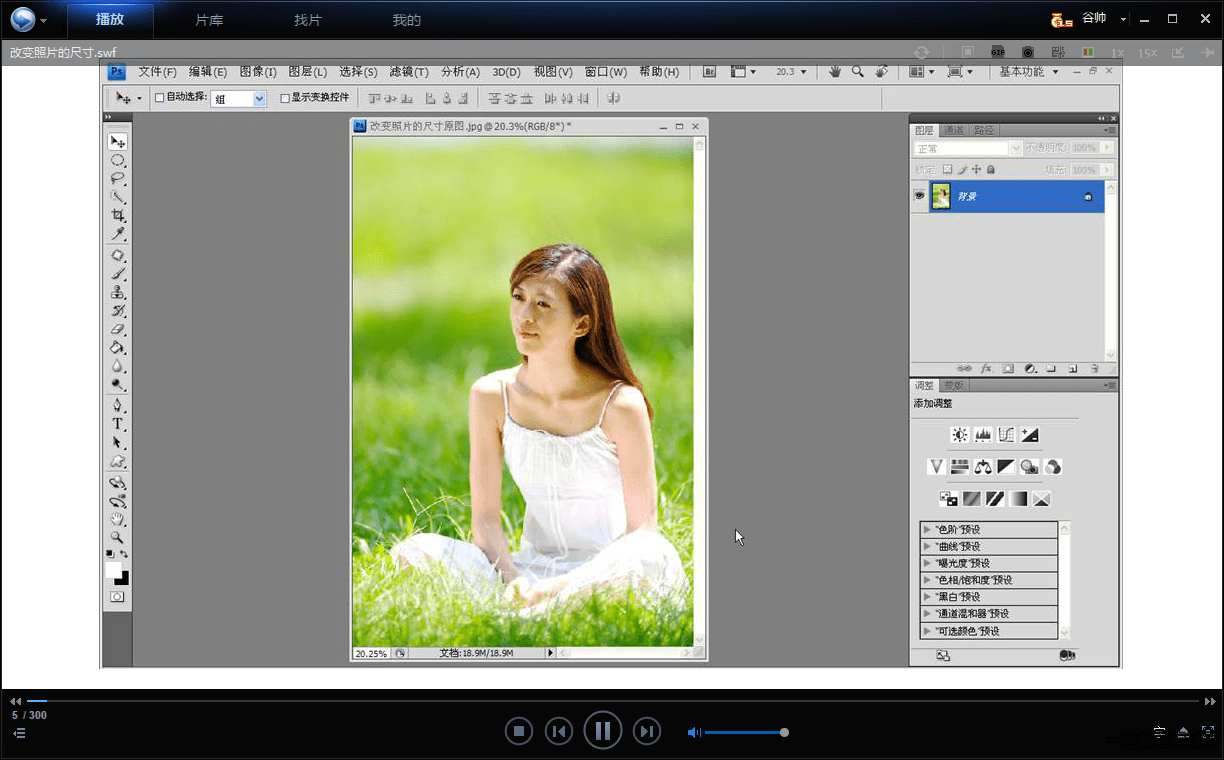 播放 片库 找片 我的 谷帅
改变照片的尺寸.swf
1x 15x
Ps 文件(F) 编辑(E) 图像(I) 图层(L) 选择(S) 滤镜(T) 分析(A) 3D(D) 视图(V) 窗口(W) 帮助(H) Br 20.3 基本功能
自动选择: 组 显示变换控件
Ps 改变照片的尺寸原图.jpg @ 20.3%(RGB/8*) *
图层 通道 路径
正常 不透明度: 100%
锁定: 填充: 100%
背景
fx
调整 蒙版
添加调整
“色阶”预设
“曲线”预设
“曝光度”预设
“色相/饱和度”预设
“黑白”预设
“通道混和器”预设
“可选颜色”预设
T
20.25% 文档:18.9M/18.9M
5 / 300